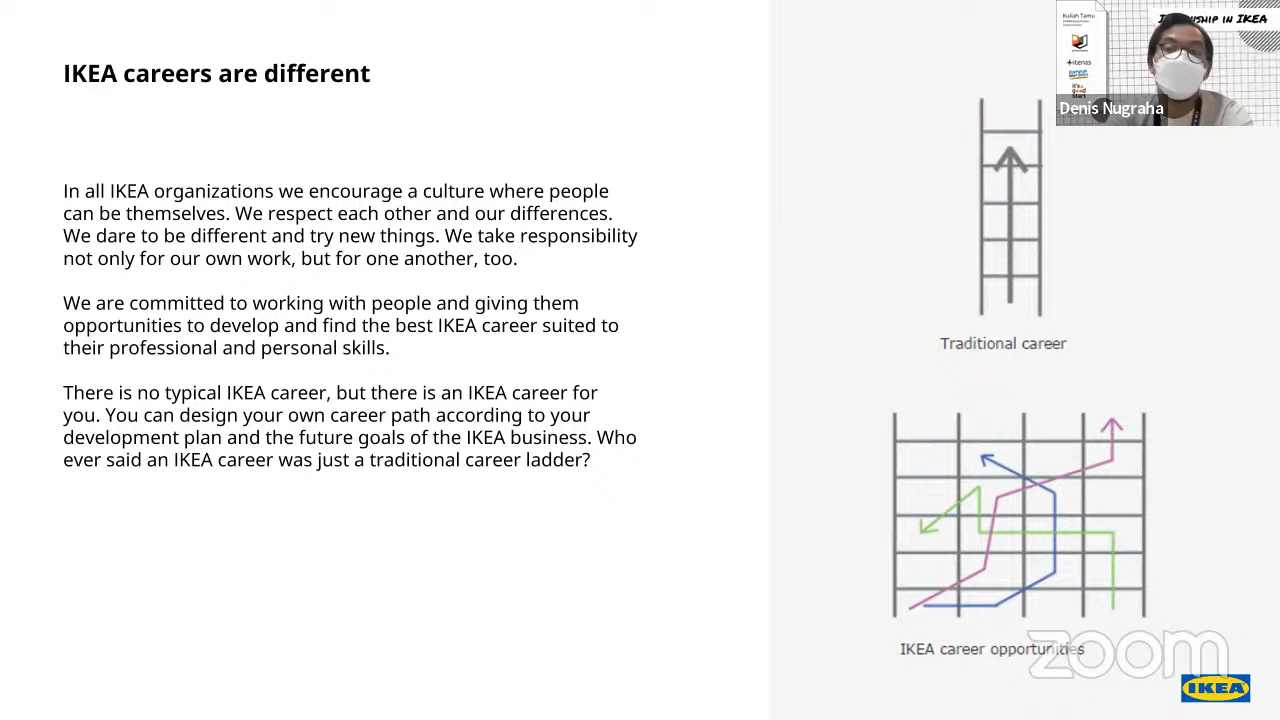 IKEA careers are different
In all IKEA organizations we encourage a culture where people
can be themselves. We respect each other and our differences.
We dare to be different and try new things. We take responsibility
not only for our own work, but for one another, too.
We are committed to working with people and giving them
opportunities to develop and find the best IKEA career suited to
their professional and personal skills.
There is no typical IKEA career, but there is an IKEA career for
you. You can design your own career path according to your
development plan and the future goals of the IKEA business. Who
ever said an IKEA career was just a traditional career ladder?
Kuliah Tamu
IN IKEA
itenas
it's a
good
start
Denis Nugraha
Traditional career
IKEA career opportunities
zoom
IKEA